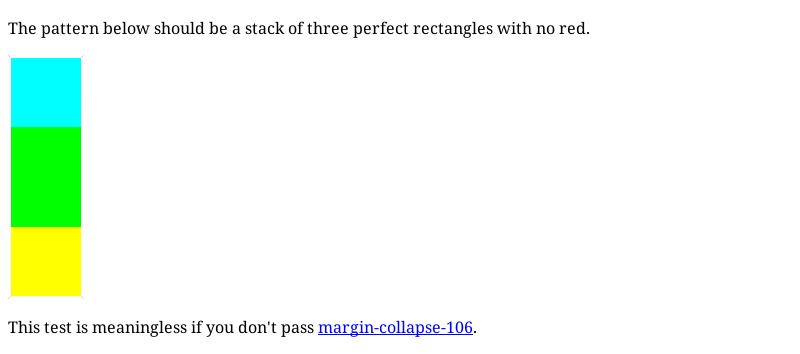 The pattern below should be a stack of three perfect rectangles with no red.
This test is meaningless if you don't pass margin-collapse-106.